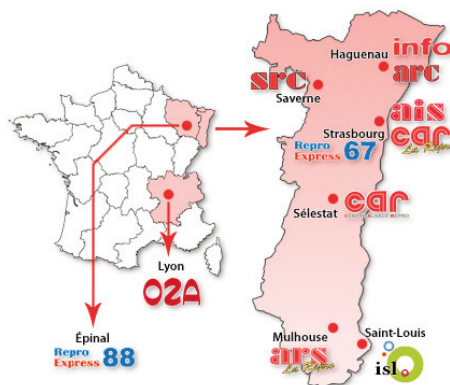 Haguenau
info
arc
src
Saverne
ais
Strasbourg
car
La Repro
Repro
Express 67
car
CENTRE ALSACE REPRO
Sélestat
Lyon
OZA
Épinal
Repro
Express 88
Mulhouse
ars
La Repro
Saint-Louis
isl